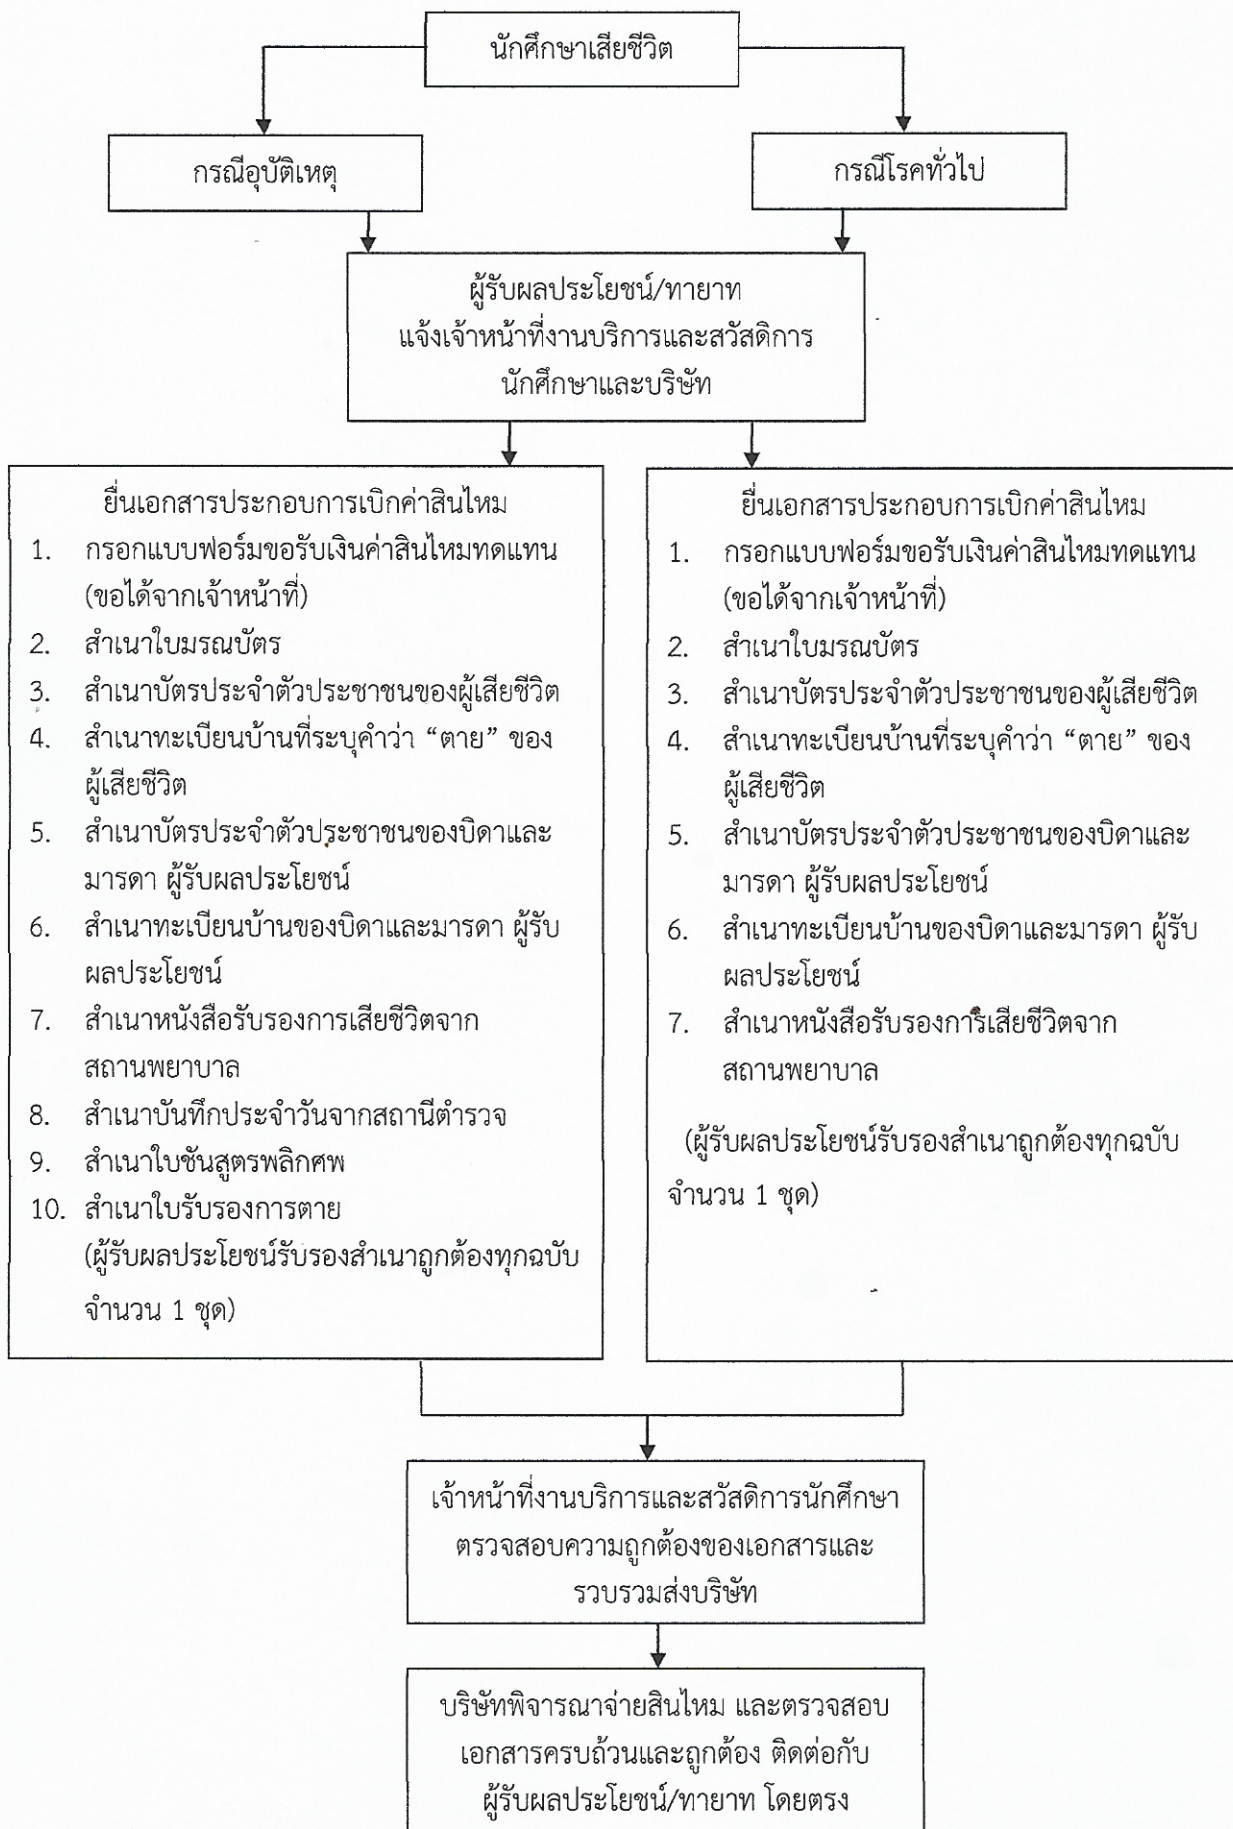 นักศึกษาเสียชีวิต
กรณีอุบัติเหตุ
กรณีโรคทั่วไป
ผู้รับผลประโยชน์/ทายาท
แจ้งเจ้าหน้าที่งานบริการและสวัสดิการ
นักศึกษาและบริษัท
ยื่นเอกสารประกอบการเบิกค่าสินไหม
1. กรอกแบบฟอร์มขอรับเงินค่าสินไหมทดแทน
(ขอได้จากเจ้าหน้าที่)
2. สำเนาใบมรณบัตร
3. สำเนาบัตรประจำตัวประชาชนของผู้เสียชีวิต
4. สำเนาทะเบียนบ้านที่ระบุคำว่า “ตาย” ของ
ผู้เสียชีวิต
5. สำเนาบัตรประจำตัวประชาชนของบิดาและ
มารดา ผู้รับผลประโยชน์
6. สำเนาทะเบียนบ้านของบิดาและมารดา ผู้รับ
ผลประโยชน์
7. สำเนาหนังสือรับรองการเสียชีวิตจาก
สถานพยาบาล
8. สำเนาบันทึกประจำวันจากสถานีตำรวจ
9. สำเนาใบชันสูตรพลิกศพ
10. สำเนาใบรับรองการตาย
(ผู้รับผลประโยชน์รับรองสำเนาถูกต้องทุกฉบับ
จำนวน 1 ชุด)
ยื่นเอกสารประกอบการเบิกค่าสินไหม
1. กรอกแบบฟอร์มขอรับเงินค่าสินไหมทดแทน
(ขอได้จากเจ้าหน้าที่)
2. สำเนาใบมรณบัตร
3. สำเนาบัตรประจำตัวประชาชนของผู้เสียชีวิต
4. สำเนาทะเบียนบ้านที่ระบุคำว่า “ตาย” ของ
ผู้เสียชีวิต
5. สำเนาบัตรประจำตัวประชาชนของบิดาและ
มารดา ผู้รับผลประโยชน์
6. สำเนาทะเบียนบ้านของบิดาและมารดา ผู้รับ
ผลประโยชน์
7. สำเนาหนังสือรับรองการเสียชีวิตจาก
สถานพยาบาล
(ผู้รับผลประโยชน์รับรองสำเนาถูกต้องทุกฉบับ
จำนวน 1 ชุด)
เจ้าหน้าที่งานบริการและสวัสดิการนักศึกษา
ตรวจสอบความถูกต้องของเอกสารและ
รวบรวมส่งบริษัท
บริษัทพิจารณาจ่ายสินไหม และตรวจสอบ
เอกสารครบถ้วนและถูกต้อง ติดต่อกับ
ผู้รับผลประโยชน์/ทายาท โดยตรง